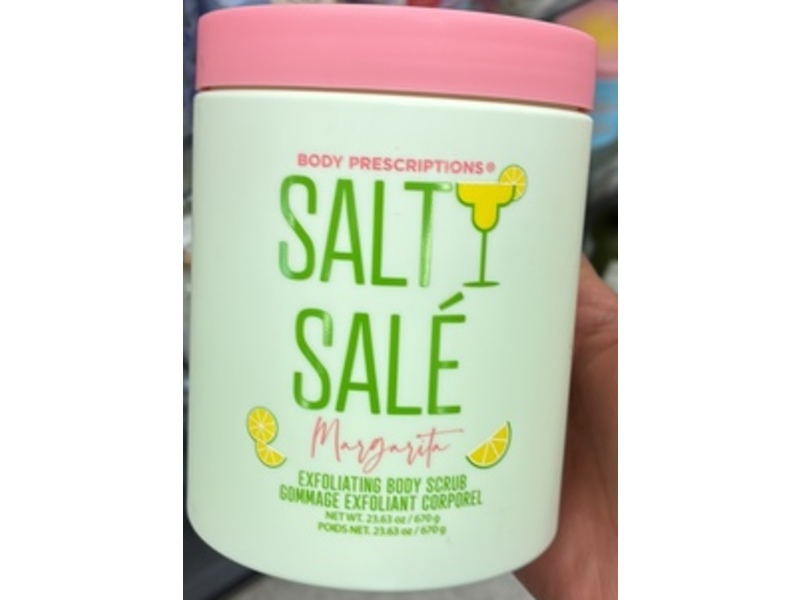 BODY PRESCRIPTIONS®
SALTY
SALÉ
Margarita
EXFOLIATING BODY SCRUB
GOMMAGE EXFOLIANT CORPOREL
NET WT. 23.63 oz / 670 g
POIDS NET. 23.63 oz / 670 g